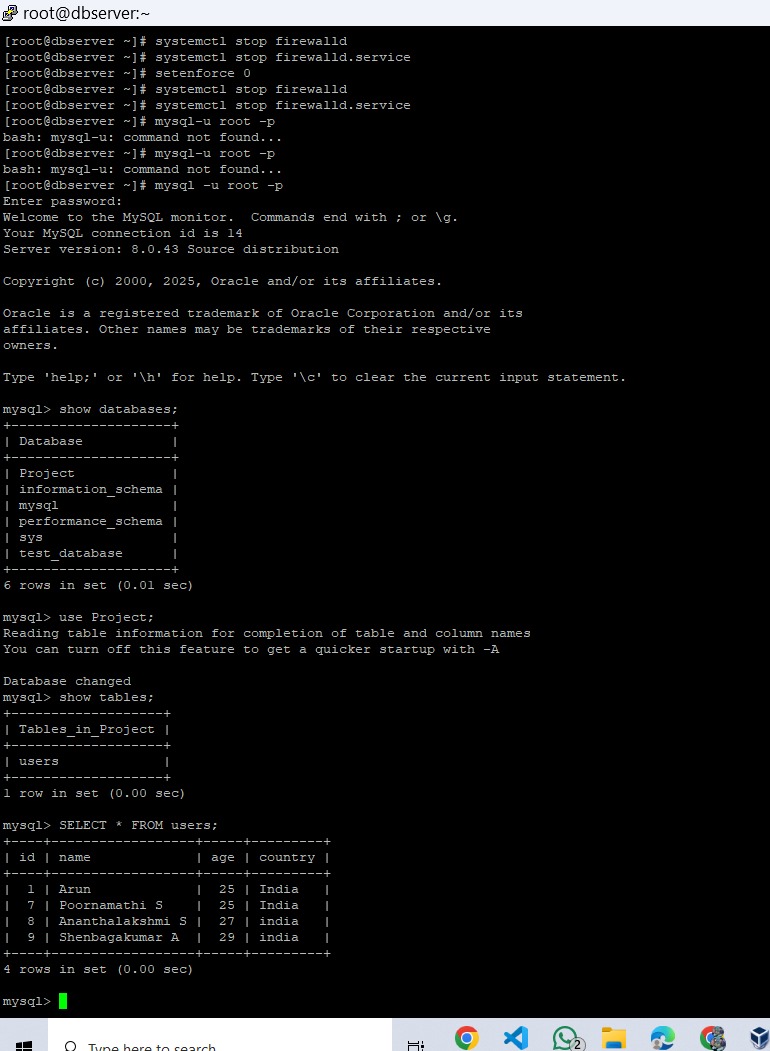 root@dbserver:~
[root@dbserver ~]# systemctl stop firewalld
[root@dbserver ~]# systemctl stop firewalld.service
[root@dbserver ~]# setenforce 0
[root@dbserver ~]# systemctl stop firewalld
[root@dbserver ~]# systemctl stop firewalld.service
[root@dbserver ~]# mysql-u root -p
bash: mysql-u: command not found...
[root@dbserver ~]# mysql-u root -p
bash: mysql-u: command not found...
[root@dbserver ~]# mysql -u root -p
Enter password:
Welcome to the MySQL monitor.  Commands end with ; or \g.
Your MySQL connection id is 14
Server version: 8.0.43 Source distribution

Copyright (c) 2000, 2025, Oracle and/or its affiliates.

Oracle is a registered trademark of Oracle Corporation and/or its
affiliates. Other names may be trademarks of their respective
owners.

Type 'help;' or '\h' for help. Type '\c' to clear the current input statement.

mysql> show databases;
+--------------------+
| Database           |
+--------------------+
| Project            |
| information_schema |
| mysql              |
| performance_schema |
| sys                |
| test_database      |
+--------------------+
6 rows in set (0.01 sec)

mysql> use Project;
Reading table information for completion of table and column names
You can turn off this feature to get a quicker startup with -A

Database changed
mysql> show tables;
+-------------------+
| Tables_in_Project |
+-------------------+
| users             |
+-------------------+
1 row in set (0.00 sec)

mysql> SELECT * FROM users;
+----+------------------+-----+---------+
| id | name             | age | country |
+----+------------------+-----+---------+
|  1 | Arun             |  25 | India   |
|  7 | Poornamathi S    |  25 | India   |
|  8 | Ananthalakshmi S |  27 | india   |
|  9 | Shenbagakumar A  |  29 | india   |
+----+------------------+-----+---------+
4 rows in set (0.00 sec)

mysql>
Type here to search
2